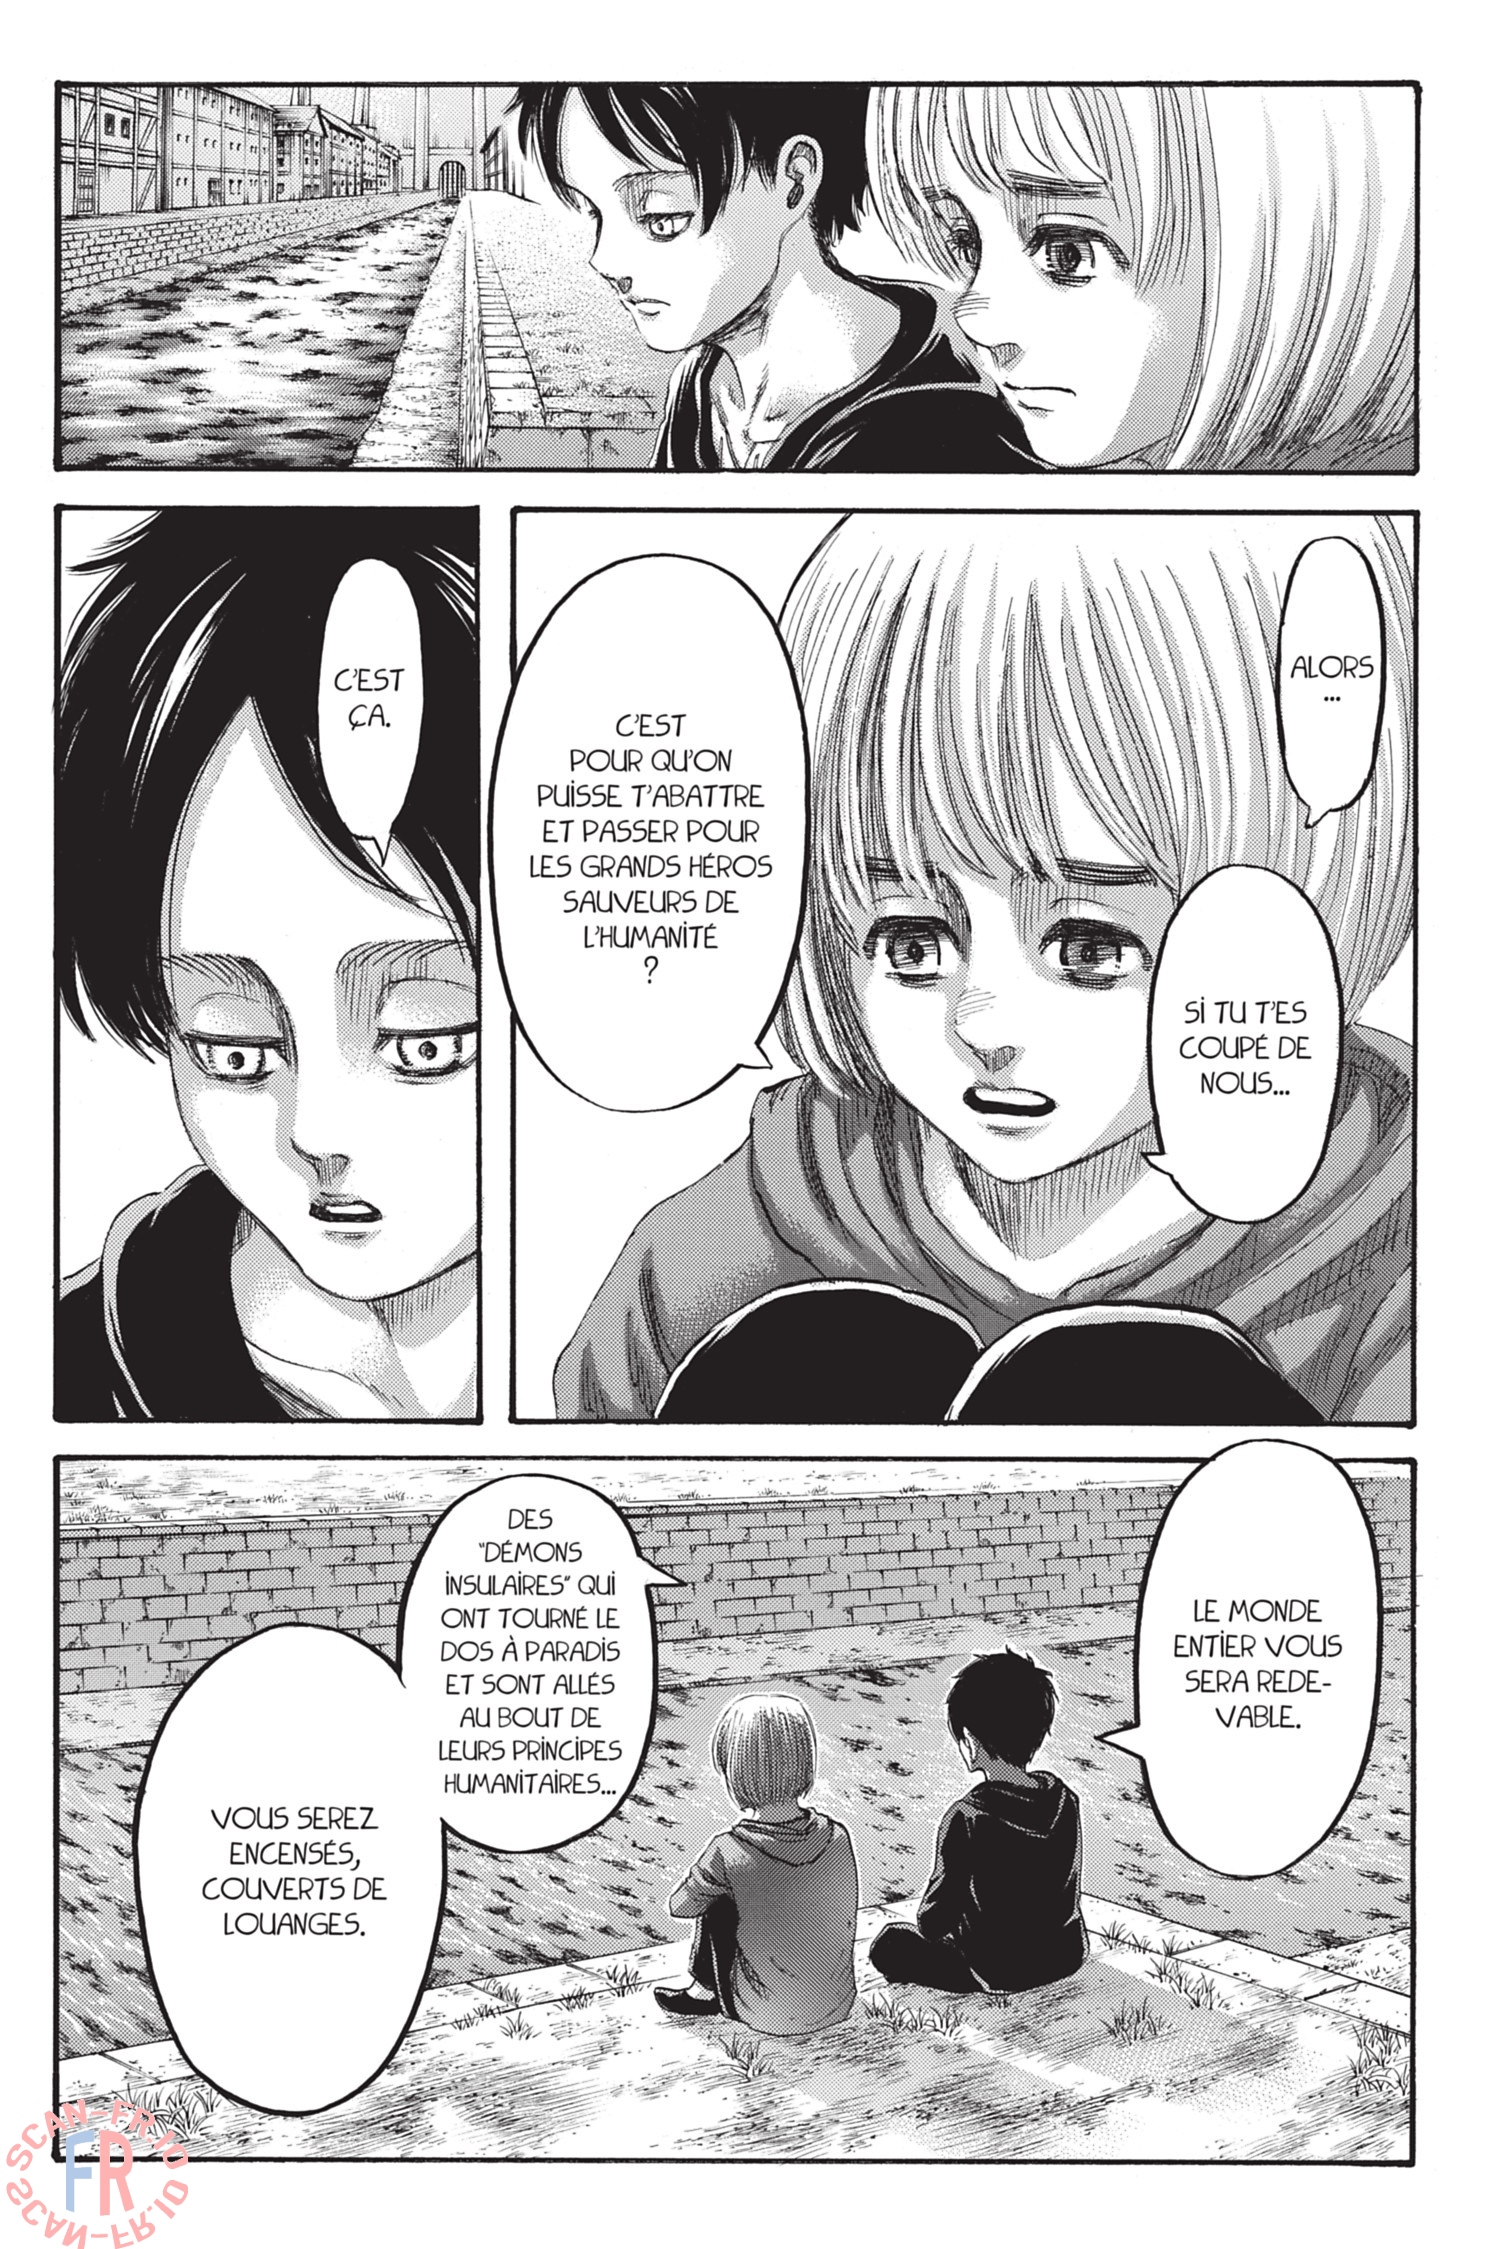 ALORS
...
SI TU T'ES
COUPÉ DE
NOUS...
C'EST
POUR QU'ON
PUISSE T'ABATTRE
ET PASSER POUR
LES GRANDS HÉROS
SAUVEURS DE
L'HUMANITÉ
?
C'EST
ÇA.
LE MONDE
ENTIER VOUS
SERA REDE-
VABLE.
DES
"DÉMONS
INSULAIRES" QUI
ONT TOURNÉ LE
DOS À PARADIS
ET SONT ALLÉS
AU BOUT DE
LEURS PRINCIPES
HUMANITAIRES...
VOUS SEREZ
ENCENSÉS,
COUVERTS DE
LOUANGES.
SCAN-FR.IO
FR
SCAN-FR.IO